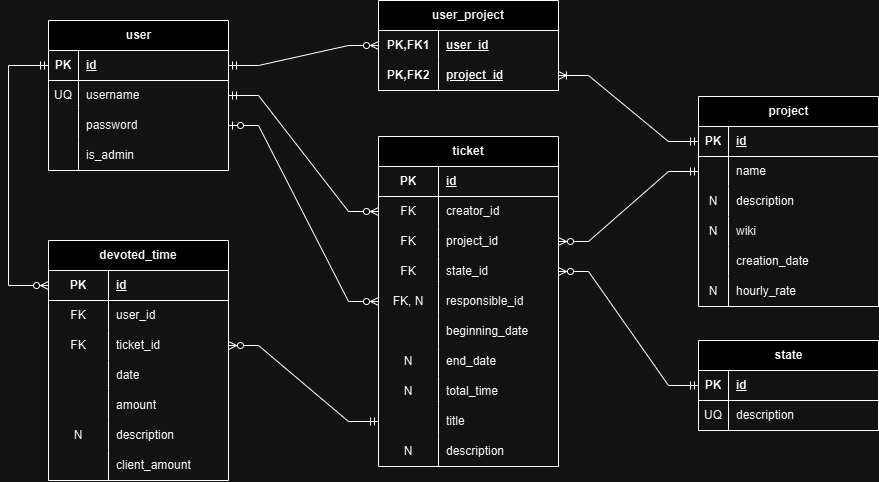 user
PK id
UQ username
password
is_admin
user_project
PK,FK1 user_id
PK,FK2 project_id
project
PK id
name
N description
N wiki
creation_date
N hourly_rate
ticket
PK id
FK creator_id
FK project_id
FK state_id
FK, N responsible_id
beginning_date
N end_date
N total_time
title
N description
devoted_time
PK id
FK user_id
FK ticket_id
date
amount
N description
client_amount
state
PK id
UQ description